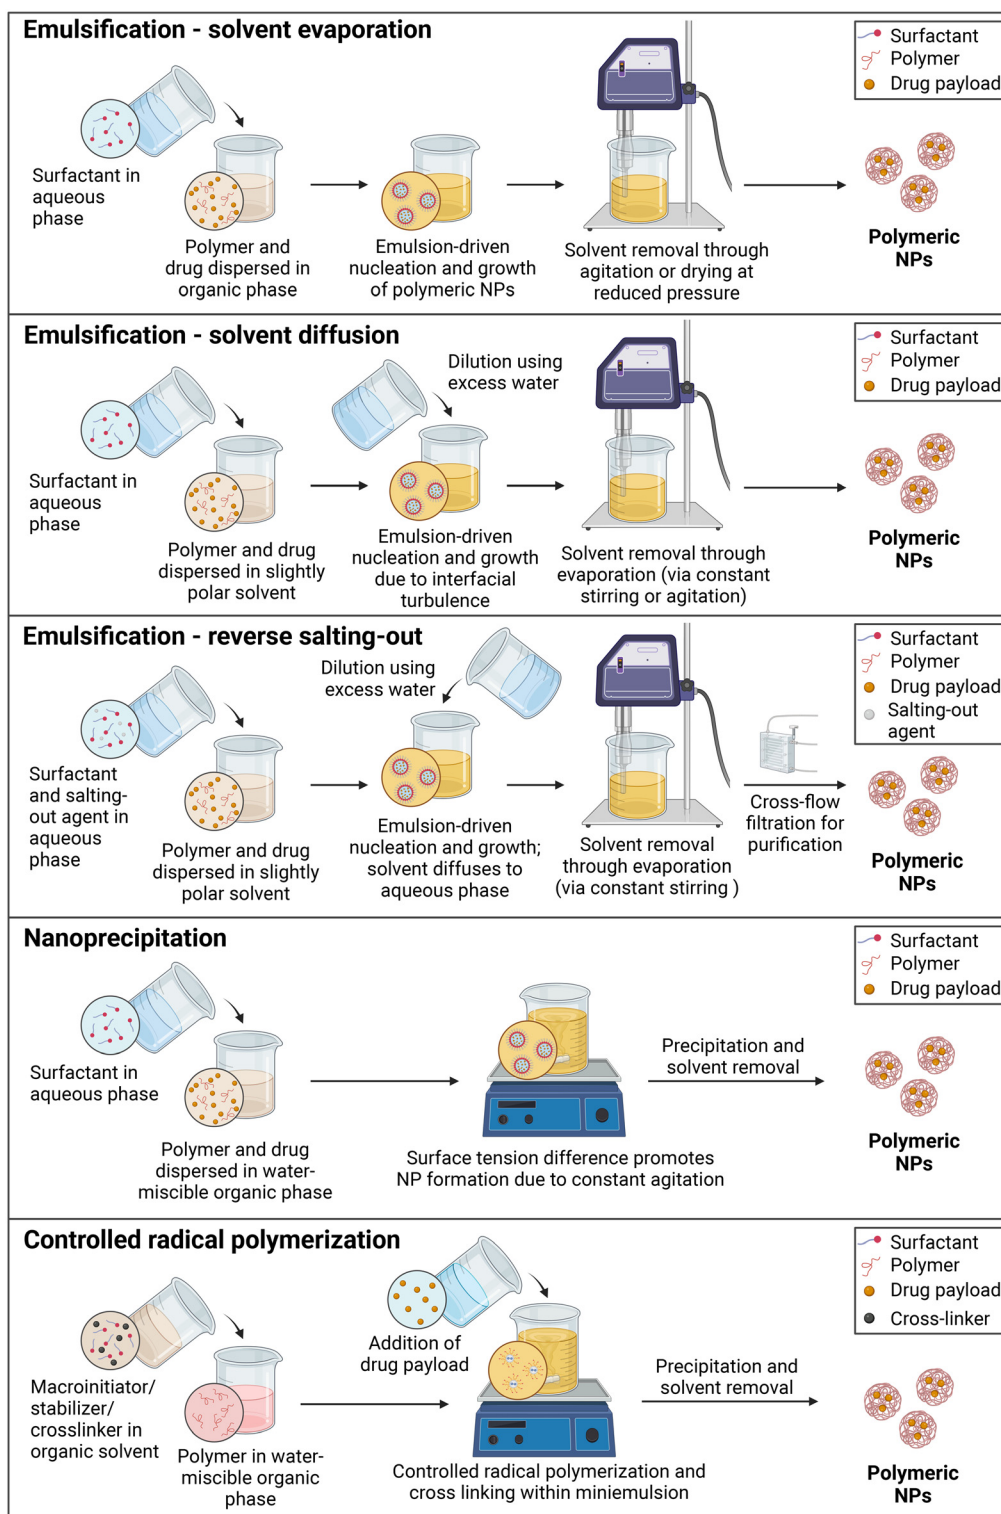 Emulsification - solvent evaporation
Surfactant
Polymer
Drug payload
Surfactant in
aqueous
phase
Polymer and
drug dispersed in
organic phase
Emulsion-driven
nucleation and growth
of polymeric NPs
Solvent removal through
agitation or drying at
reduced pressure
Polymeric
NPs
Emulsification - solvent diffusion
Surfactant
Polymer
Drug payload
Surfactant in
aqueous
phase
Polymer and drug
dispersed in slightly
polar solvent
Dilution using
excess water
Emulsion-driven
nucleation and growth
due to interfacial
turbulence
Solvent removal through
evaporation (via constant
stirring or agitation)
Polymeric
NPs
Emulsification - reverse salting-out
Surfactant
Polymer
Drug payload
Salting-out
agent
Surfactant
and salting-
out agent in
aqueous
phase
Polymer and drug
dispersed in slightly
polar solvent
Dilution using
excess water
Emulsion-driven
nucleation and growth;
solvent diffuses to
aqueous phase
Solvent removal
through evaporation
(via constant stirring )
Cross-flow
filtration for
purification
Polymeric
NPs
Nanoprecipitation
Surfactant
Polymer
Drug payload
Surfactant in
aqueous phase
Polymer and drug
dispersed in water-
miscible organic phase
Surface tension difference promotes
NP formation due to constant agitation
Precipitation and
solvent removal
Polymeric
NPs
Controlled radical polymerization
Surfactant
Polymer
Drug payload
Cross-linker
Macroinitiator/
stabilizer/
crosslinker in
organic solvent
Polymer in water-
miscible organic
phase
Addition of
drug payload
Controlled radical polymerization and
cross linking within miniemulsion
Precipitation and
solvent removal
Polymeric
NPs